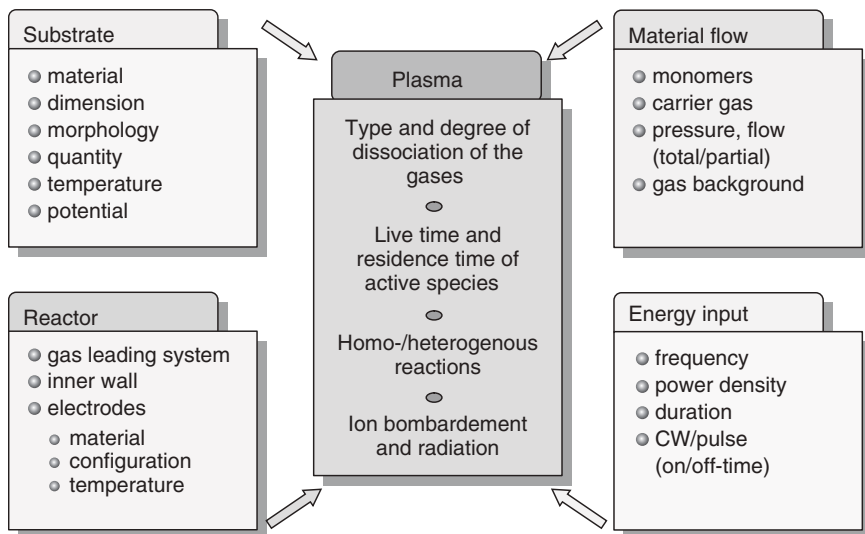 Substrate
material
dimension
morphology
quantity
temperature
potential
Plasma
Type and degree of
dissociation of the
gases
Live time and
residence time of
active species
Homo-/heterogenous
reactions
Ion bombardement
and radiation
Material flow
monomers
carrier gas
pressure, flow
(total/partial)
gas background
Reactor
gas leading system
inner wall
electrodes
material
configuration
temperature
Energy input
frequency
power density
duration
CW/pulse
(on/off-time)